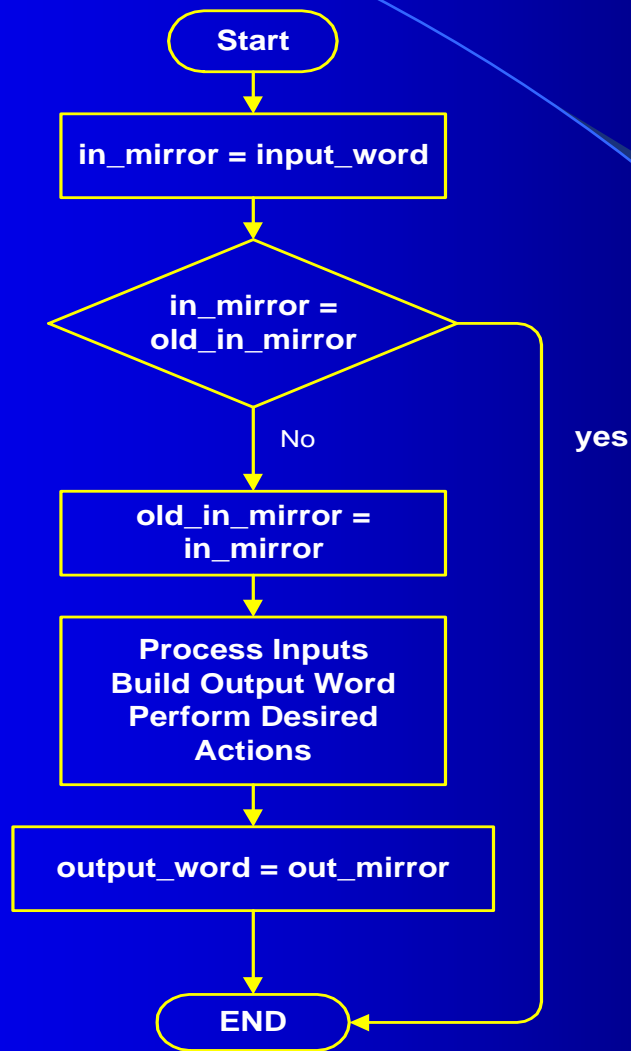 Start
in_mirror = input_word
in_mirror =
old_in_mirror
No
yes
old_in_mirror =
in_mirror
Process Inputs
Build Output Word
Perform Desired
Actions
output_word = out_mirror
END